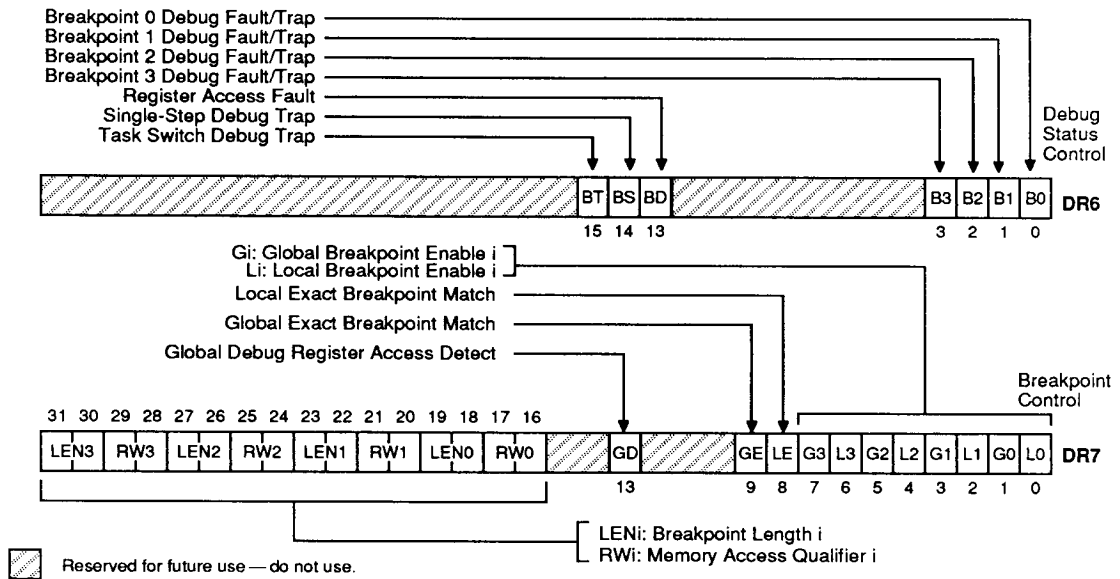 Breakpoint 0 Debug Fault/Trap
Breakpoint 1 Debug Fault/Trap
Breakpoint 2 Debug Fault/Trap
Breakpoint 3 Debug Fault/Trap
Register Access Fault
Single-Step Debug Trap
Task Switch Debug Trap
Debug
Status
Control
BT BS BD B3 B2 B1 B0 DR6
15 14 13 3 2 1 0
Gi: Global Breakpoint Enable i
Li: Local Breakpoint Enable i
Local Exact Breakpoint Match
Global Exact Breakpoint Match
Global Debug Register Access Detect
Breakpoint
Control
31 30 29 28 27 26 25 24 23 22 21 20 19 18 17 16
LEN3 RW3 LEN2 RW2 LEN1 RW1 LEN0 RW0 GD GE LE G3 L3 G2 L2 G1 L1 G0 L0 DR7
13 9 8 7 6 5 4 3 2 1 0
LENi: Breakpoint Length i
RWi: Memory Access Qualifier i
Reserved for future use — do not use.